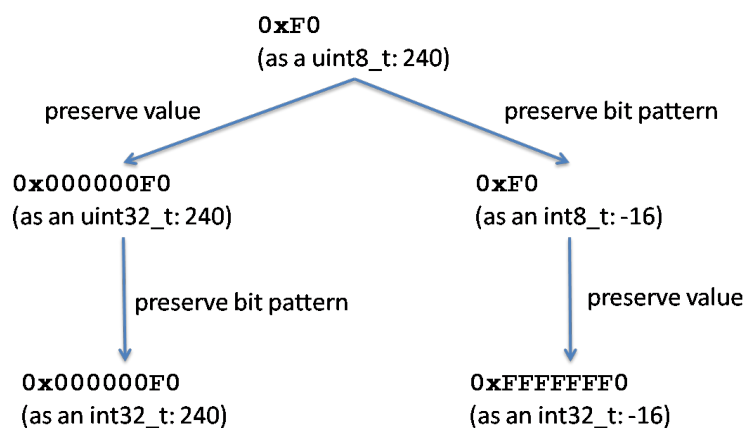 0xF0
(as a uint8_t: 240)
preserve value
preserve bit pattern
0x000000F0
(as an uint32_t: 240)
0xF0
(as an int8_t: -16)
preserve bit pattern
preserve value
0x000000F0
(as an int32_t: 240)
0xFFFFFFF0
(as an int32_t: -16)